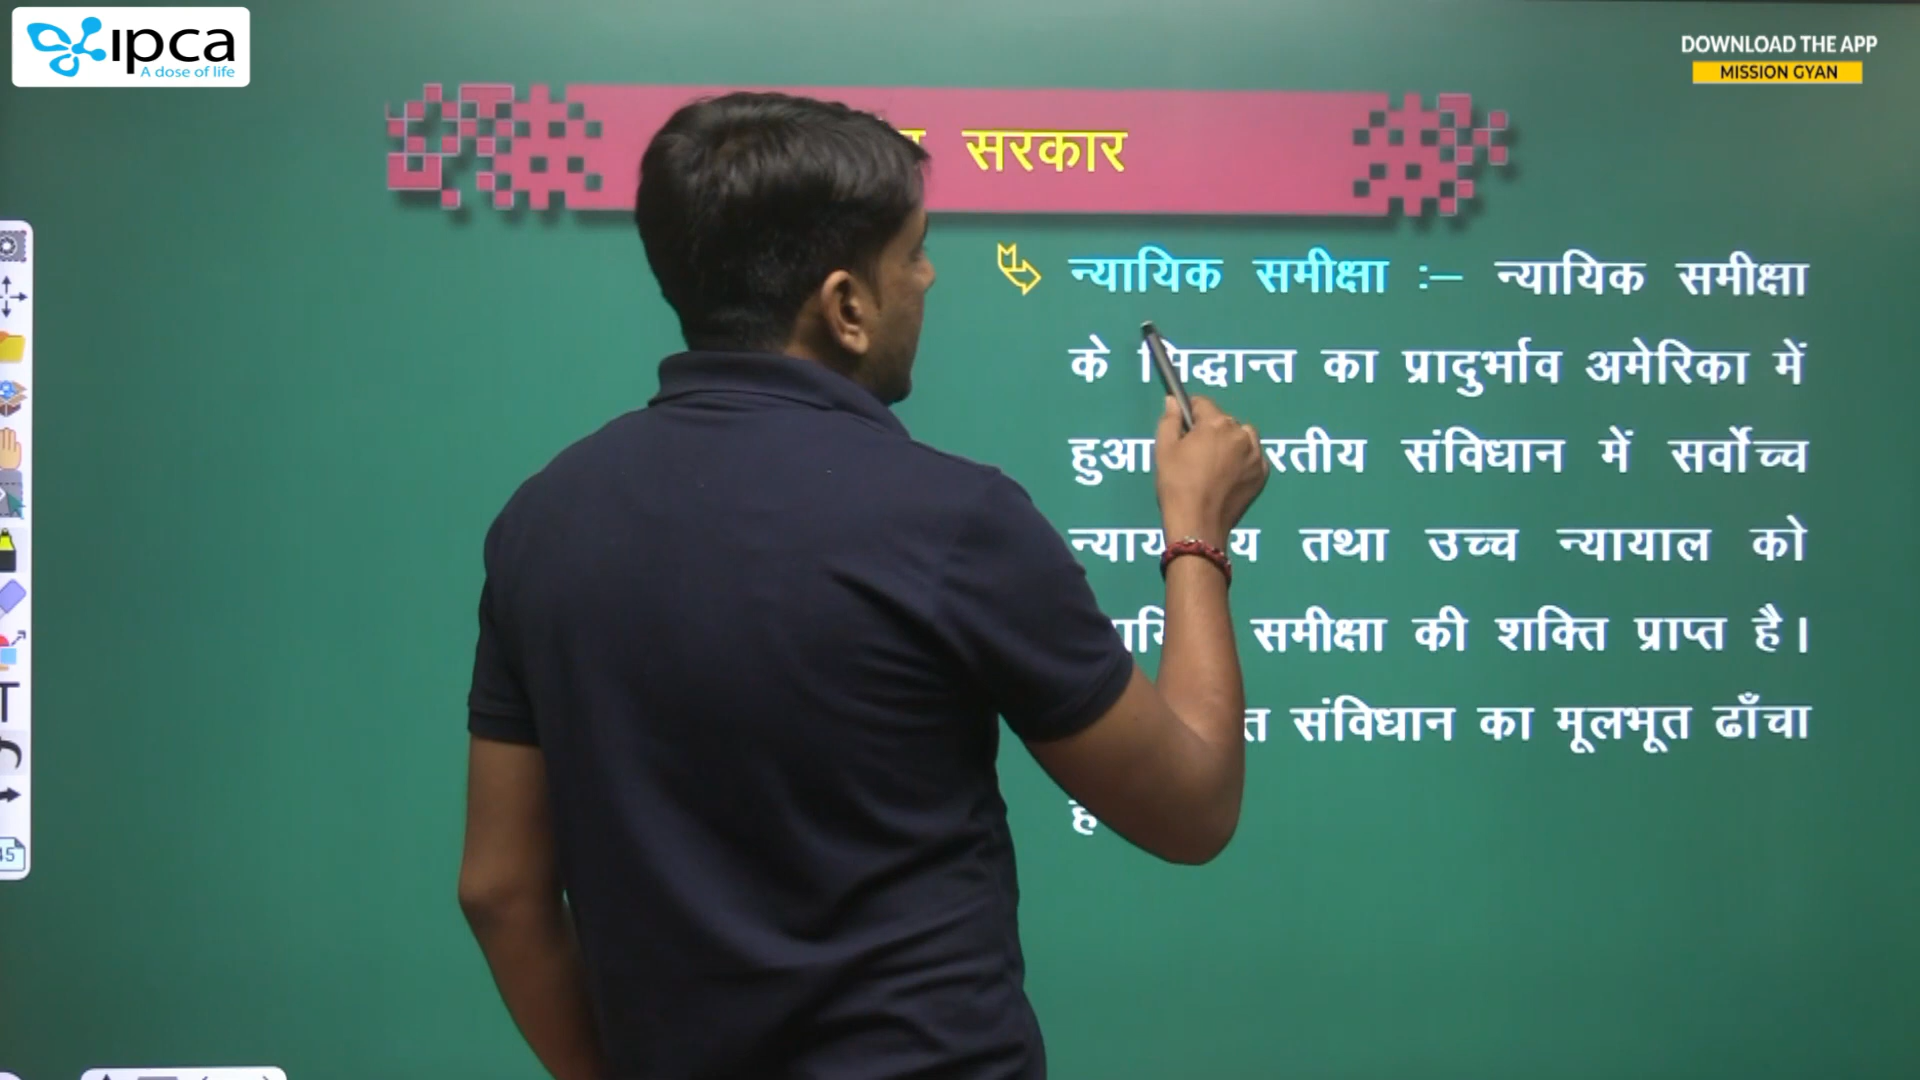 ipca
A dose of life
DOWNLOAD THE APP
MISSION GYAN
सरकार
न्यायिक समीक्षा :– न्यायिक समीक्षा
के सिद्धान्त का प्रादुर्भाव अमेरिका में
हुआ संविधान में सर्वोच्च
तथा उच्च न्यायाल को
समीक्षा की शक्ति प्राप्त है।
संविधान का मूलभूत ढाँचा
T